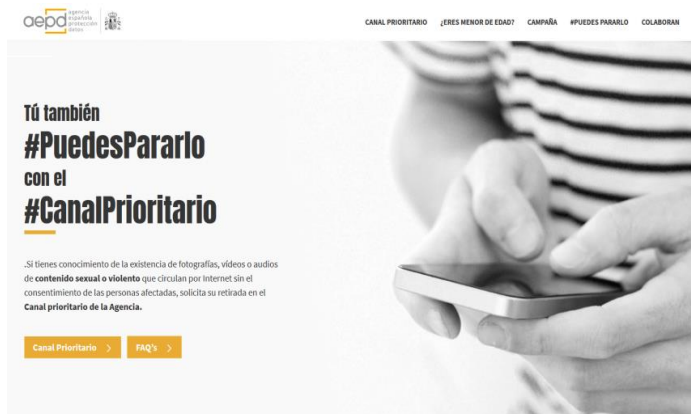 aepd
agencia
española
protección
datos
CANAL PRIORITARIO
¿ERES MENOR DE EDAD?
CAMPAÑA
#PUEDES PARARLO
COLABORAN
Tú también
#PuedesPararlo
con el
#CanalPrioritario
.Si tienes conocimiento de la existencia de fotografías, vídeos o audios
de contenido sexual o violento que circulan por Internet sin el
consentimiento de las personas afectadas, solicita su retirada en el
Canal prioritario de la Agencia.
Canal Prioritario >
FAQ's >